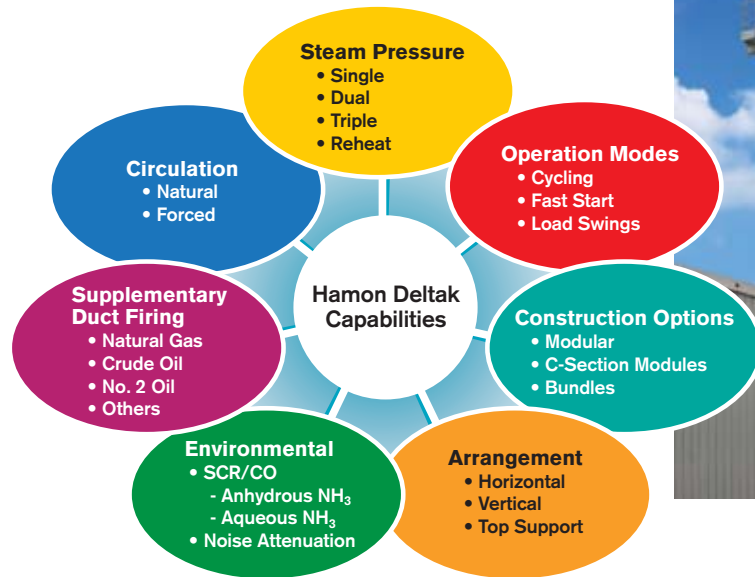 Steam Pressure
• Single
• Dual
• Triple
• Reheat
Operation Modes
• Cycling
• Fast Start
• Load Swings
Construction Options
• Modular
• C-Section Modules
• Bundles
Arrangement
• Horizontal
• Vertical
• Top Support
Environmental
• SCR/CO
- Anhydrous NH₃
- Aqueous NH₃
• Noise Attenuation
Supplementary
Duct Firing
• Natural Gas
• Crude Oil
• No. 2 Oil
• Others
Circulation
• Natural
• Forced
Hamon Deltak
Capabilities